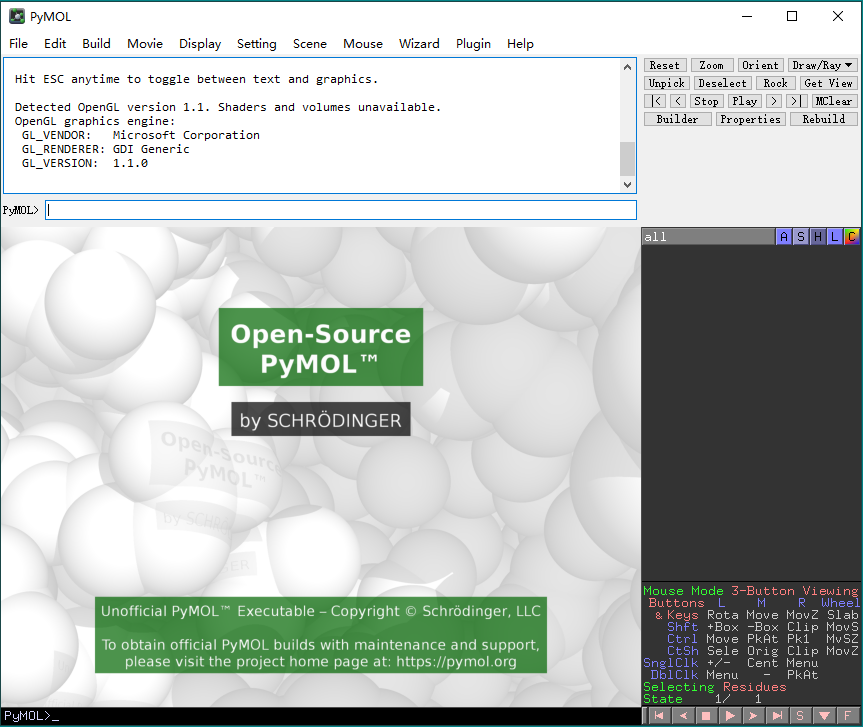 PyMOL
File Edit Build Movie Display Setting Scene Mouse Wizard Plugin Help
Hit ESC anytime to toggle between text and graphics.
Detected OpenGL version 1.1. Shaders and volumes unavailable.
OpenGL graphics engine:
GL_VENDOR: Microsoft Corporation
GL_RENDERER: GDI Generic
GL_VERSION: 1.1.0
PyMOL>
Reset Zoom Orient Draw/Ray ▼
Unpick Deselect Rock Get View
|< < Stop Play > >| MClear
Builder Properties Rebuild
all A S H L C
Open-Source
PyMOL™
by SCHRÖDINGER
Open-Source
PyMOL™
by SCHR
Unofficial PyMOL™ Executable – Copyright © Schrödinger, LLC
To obtain official PyMOL builds with maintenance and support,
please visit the project home page at: https://pymol.org
Mouse Mode 3-Button Viewing
Buttons L M R Wheel
& Keys Rota Move MovZ Slab
Shft +Box -Box Clip MovS
Ctrl Move PkAt Pk1 MvSZ
CtSh Sele Orig Clip MovZ
SnglClk +/- Cent Menu
DblClk Menu - PkAt
Selecting Residues
State 1/ 1
PyMOL>_
S F